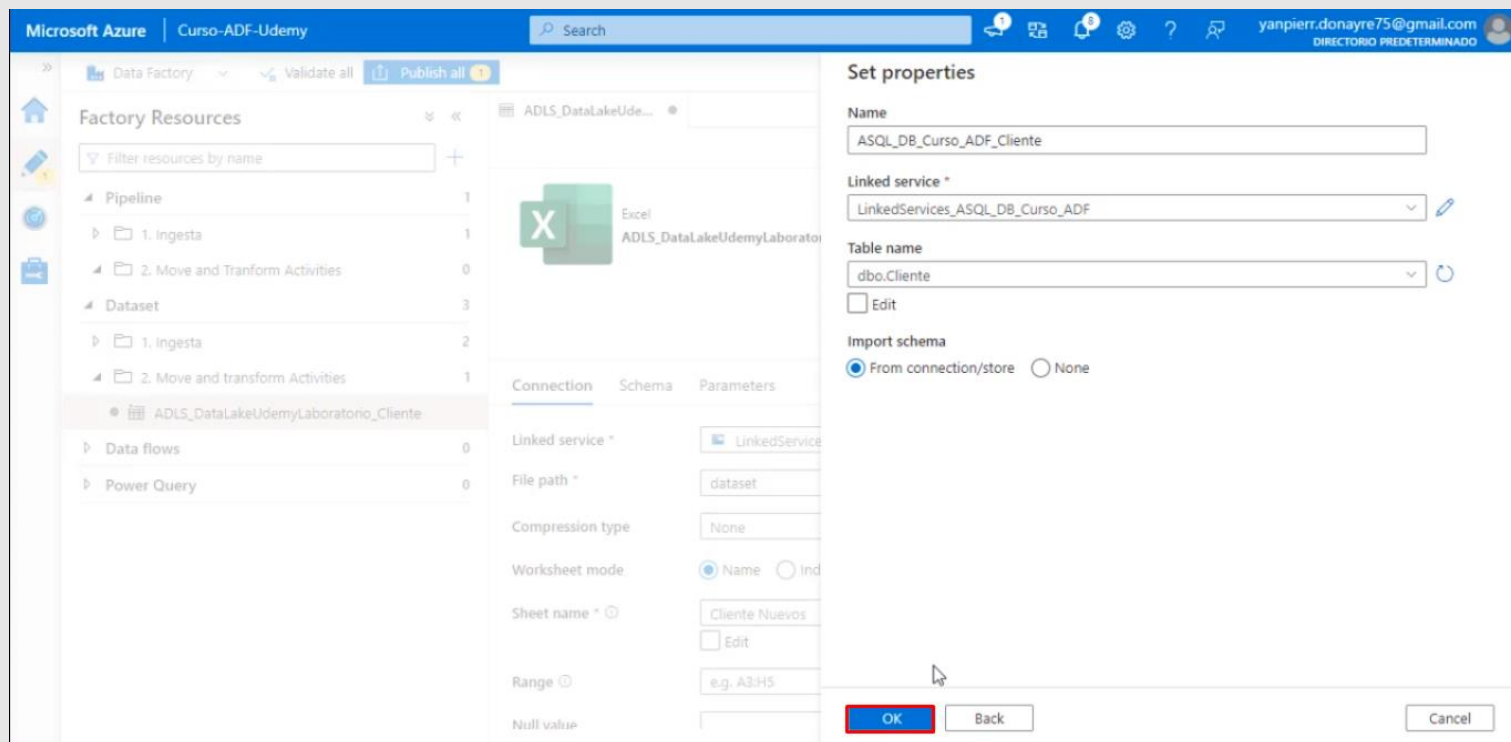 Microsoft Azure
Curso-ADF-Udemy
Search
1
8
yanpierr.donayre75@gmail.com
DIRECTORIO PREDETERMINADO
Data Factory
Validate all
Publish all
1
Factory Resources
Filter resources by name
1
Pipeline 1
1. Ingesta 1
2. Move and Tranform Activities 0
Dataset 3
1. Ingesta 2
2. Move and transform Activities 1
ADLS_DataLakeUdemyLaboratorio_Cliente
Data flows 0
Power Query 0
ADLS_DataLakeUde...
Excel
ADLS_DataLakeUdemyLaborator
Connection
Schema
Parameters
Linked service *
LinkedService
File path *
dataset
Compression type
None
Worksheet mode
Name
Ind
Sheet name *
Cliente Nuevos
Edit
Range
e.g. A3:H5
Null value
Set properties
Name
ASQL_DB_Curso_ADF_Cliente
Linked service *
LinkedServices_ASQL_DB_Curso_ADF
Table name
dbo.Cliente
Edit
Import schema
From connection/store
None
OK
Back
Cancel